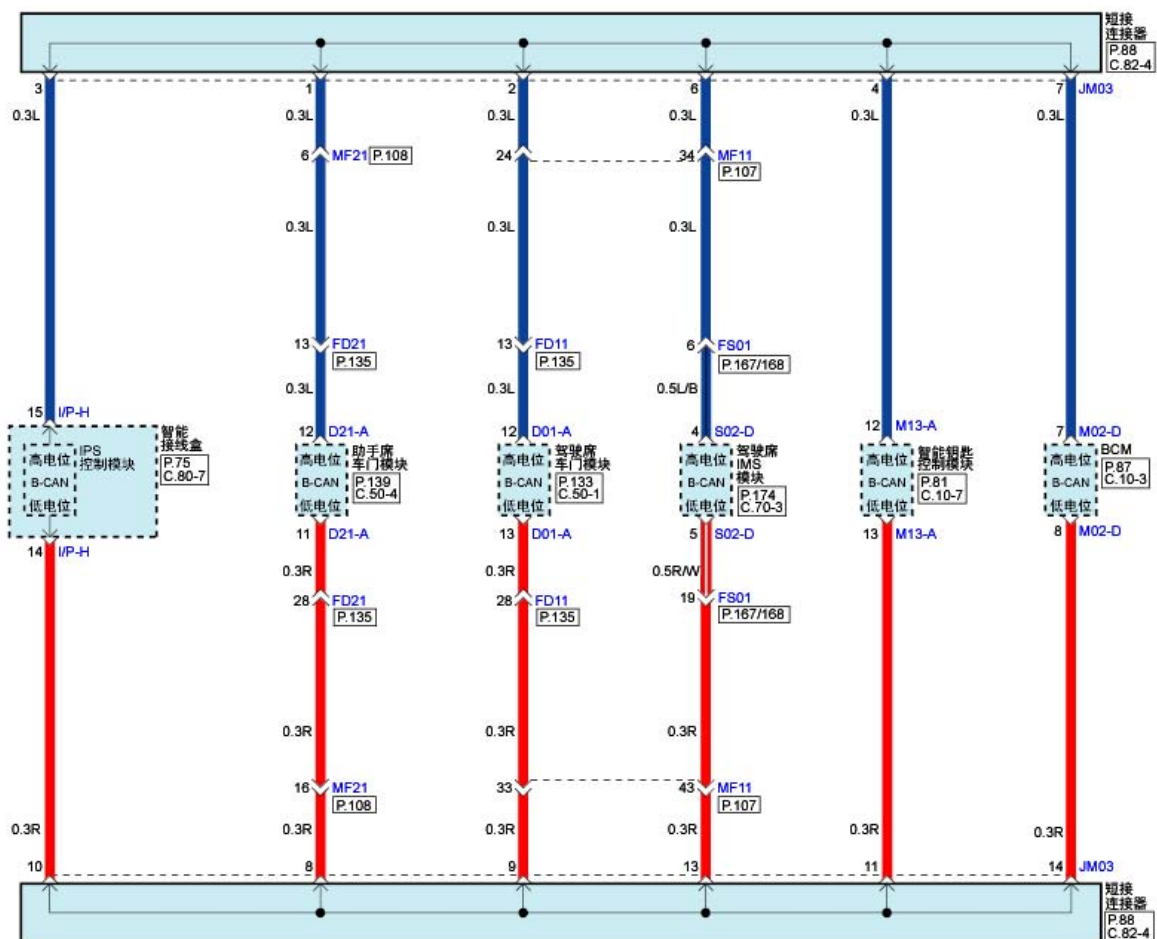 短接
连接器
P.88
C.82-4
3 1 2 6 4 7 JM03
0.3L 0.3L 0.3L 0.3L 0.3L 0.3L
6 MF21 P.108 24 34 MF11
P.107
0.3L 0.3L 0.3L
13 FD21 13 FD11 6 FS01
P.135 P.135 P.167/168
0.3L 0.3L 0.5L/B
15 I/P-H
12 D21-A 12 D01-A 4 S02-D 12 M13-A 7 M02-D
IPS
控制模块
高电位
B-CAN
低电位
智能
接线盒
P.75
C.80-7
高电位
B-CAN
低电位
助手席
车门模块
P.139
C.50-4
高电位
B-CAN
低电位
驾驶席
车门模块
P.133
C.50-1
高电位
B-CAN
低电位
驾驶席
IMS
模块
P.174
C.70-3
高电位
B-CAN
低电位
智能钥匙
控制模块
P.81
C.10-7
高电位
B-CAN
低电位
BCM
P.87
C.10-3
14 I/P-H
11 D21-A 13 D01-A 5 S02-D 13 M13-A 8 M02-D
0.3R 0.3R 0.5R/W
28 FD21 28 FD11 19 FS01
P.135 P.135 P.167/168
0.3R 0.3R 0.3R
16 MF21 33 43 MF11
P.108 P.107
0.3R 0.3R 0.3R 0.3R 0.3R 0.3R
10 8 9 13 11 14 JM03
短接
连接器
P.88
C.82-4